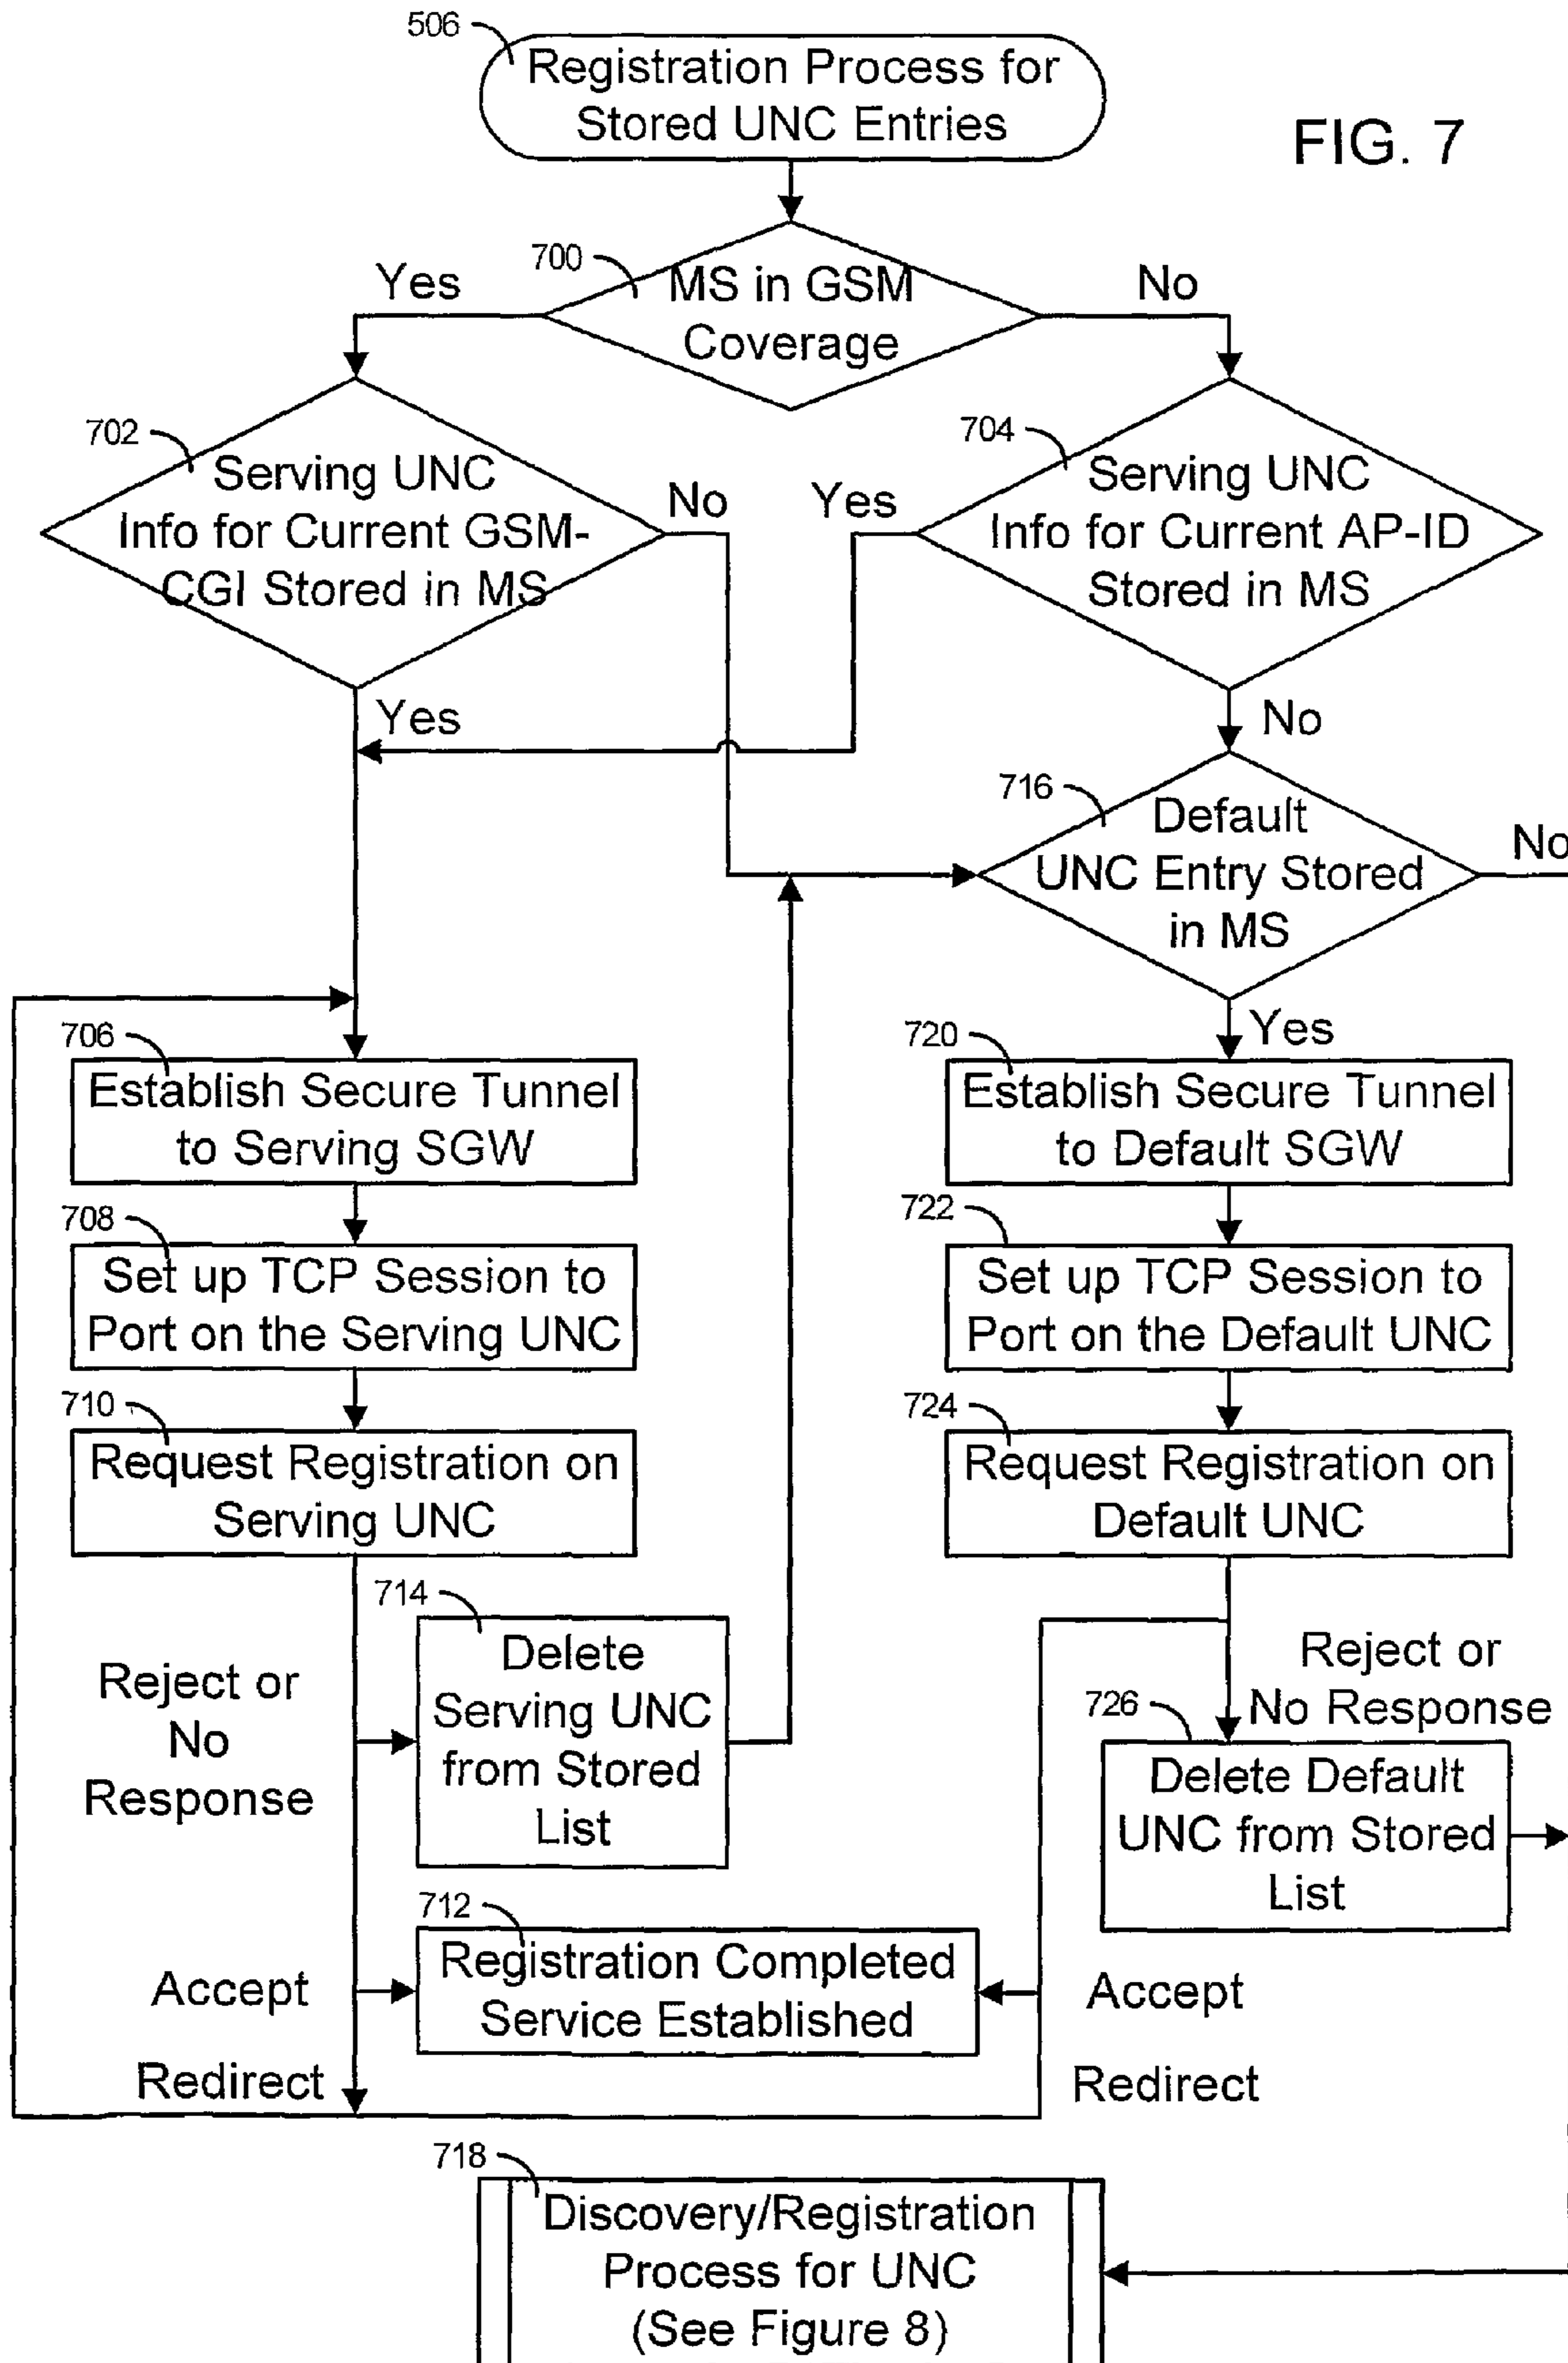 506
Registration Process for
Stored UNC Entries
FIG. 7
700
MS in GSM
Coverage
Yes
No
702
Serving UNC
Info for Current GSM-
CGI Stored in MS
No
Yes
704
Serving UNC
Info for Current AP-ID
Stored in MS
Yes
No
716
Default
UNC Entry Stored
in MS
No
Yes
706
Establish Secure Tunnel
to Serving SGW
720
Establish Secure Tunnel
to Default SGW
708
Set up TCP Session to
Port on the Serving UNC
722
Set up TCP Session to
Port on the Default UNC
710
Request Registration on
Serving UNC
724
Request Registration on
Default UNC
714
Delete
Serving UNC
from Stored
List
Reject or
No
Response
Reject or
No Response
726
Delete Default
UNC from Stored
List
712
Registration Completed
Service Established
Accept
Accept
Redirect
Redirect
718
Discovery/Registration
Process for UNC
(See Figure 8)